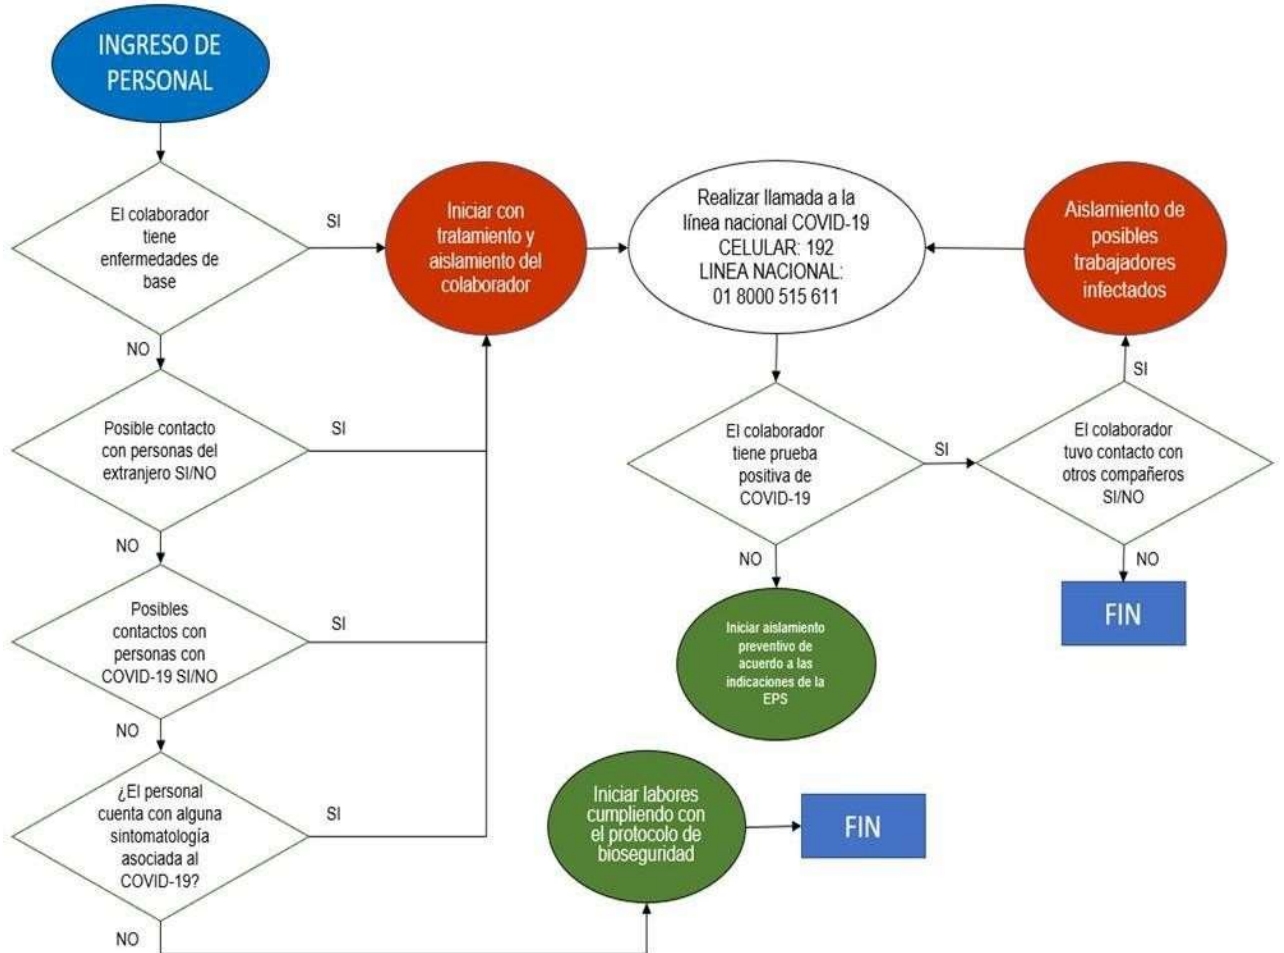 INGRESO DE
PERSONAL
El colaborador
tiene
enfermedades de
base
SI
Iniciar con
tratamiento y
aislamiento del
colaborador
Realizar llamada a la
línea nacional COVID-19
CELULAR: 192
LINEA NACIONAL:
01 8000 515 611
Aislamiento de
posibles
trabajadores
infectados
NO
Posible contacto
con personas del
extranjero SI/NO
SI
El colaborador
tiene prueba
positiva de
COVID-19
SI
El colaborador
tuvo contacto con
otros compañeros
SI/NO
SI
NO
NO
NO
Posibles
contactos con
personas con
COVID-19 SI/NO
SI
Iniciar aislamiento
preventivo de
acuerdo a las
indicaciones de la
EPS
FIN
NO
¿El personal
cuenta con alguna
sintomatología
asociada al
COVID-19?
SI
Iniciar labores
cumpliendo con
el protocolo de
bioseguridad
FIN
NO